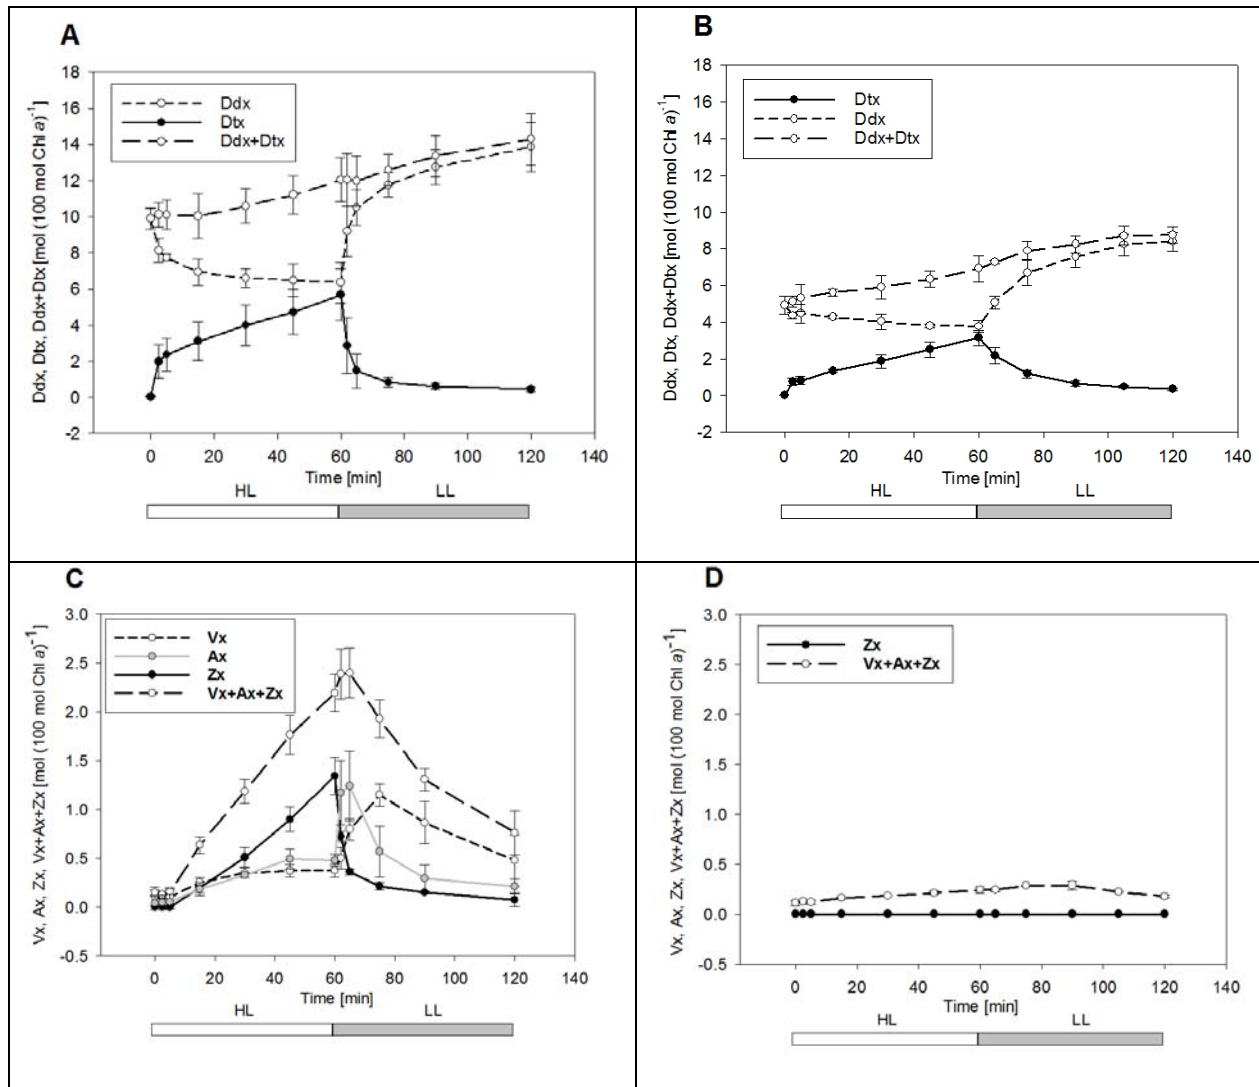 A
Ddx, Dtx, Ddx+Dtx [mol (100 mol Chl a)⁻¹]
18
16
14
12
10
8
6
4
2
0
-2
Ddx
Dtx
Ddx+Dtx
0 20 40 60 80 100 120 140
Time [min]
HL LL
B
Ddx, Dtx, Ddx+Dtx [mol (100 mol Chl a)⁻¹]
18
16
14
12
10
8
6
4
2
0
-2
Dtx
Ddx
Ddx+Dtx
0 20 40 60 80 100 120 140
Time [min]
HL LL
C
Vx, Ax, Zx, Vx+Ax+Zx [mol (100 mol Chl a)⁻¹]
3.0
2.5
2.0
1.5
1.0
0.5
0.0
-0.5
Vx
Ax
Zx
Vx+Ax+Zx
0 20 40 60 80 100 120 140
Time [min]
HL LL
D
Vx, Ax, Zx, Vx+Ax+Zx [mol (100 mol Chl a)⁻¹]
3.0
2.5
2.0
1.5
1.0
0.5
0.0
-0.5
Zx
Vx+Ax+Zx
0 20 40 60 80 100 120 140
Time [min]
HL LL